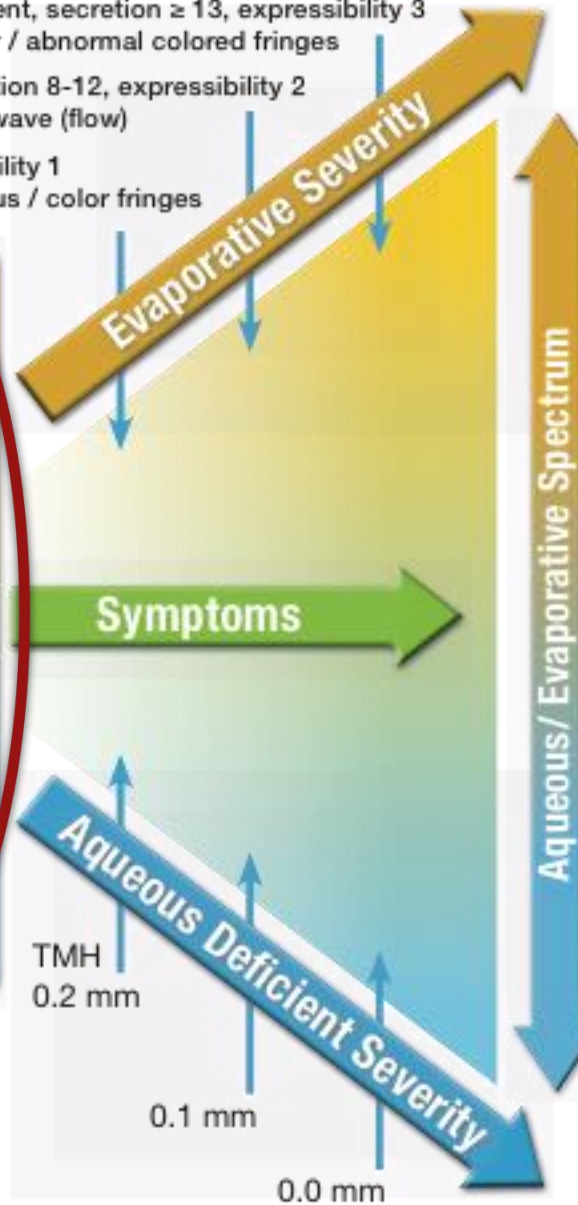 ent, secretion ≥ 13, expressibility 3
/ abnormal colored fringes
tion 8-12, expressibility 2
wave (flow)
ility 1
us / color fringes
Evaporative Severity
Symptoms
Aqueous/ Evaporative Spectrum
Aqueous Deficient Severity
TMH
0.2 mm
0.1 mm
0.0 mm